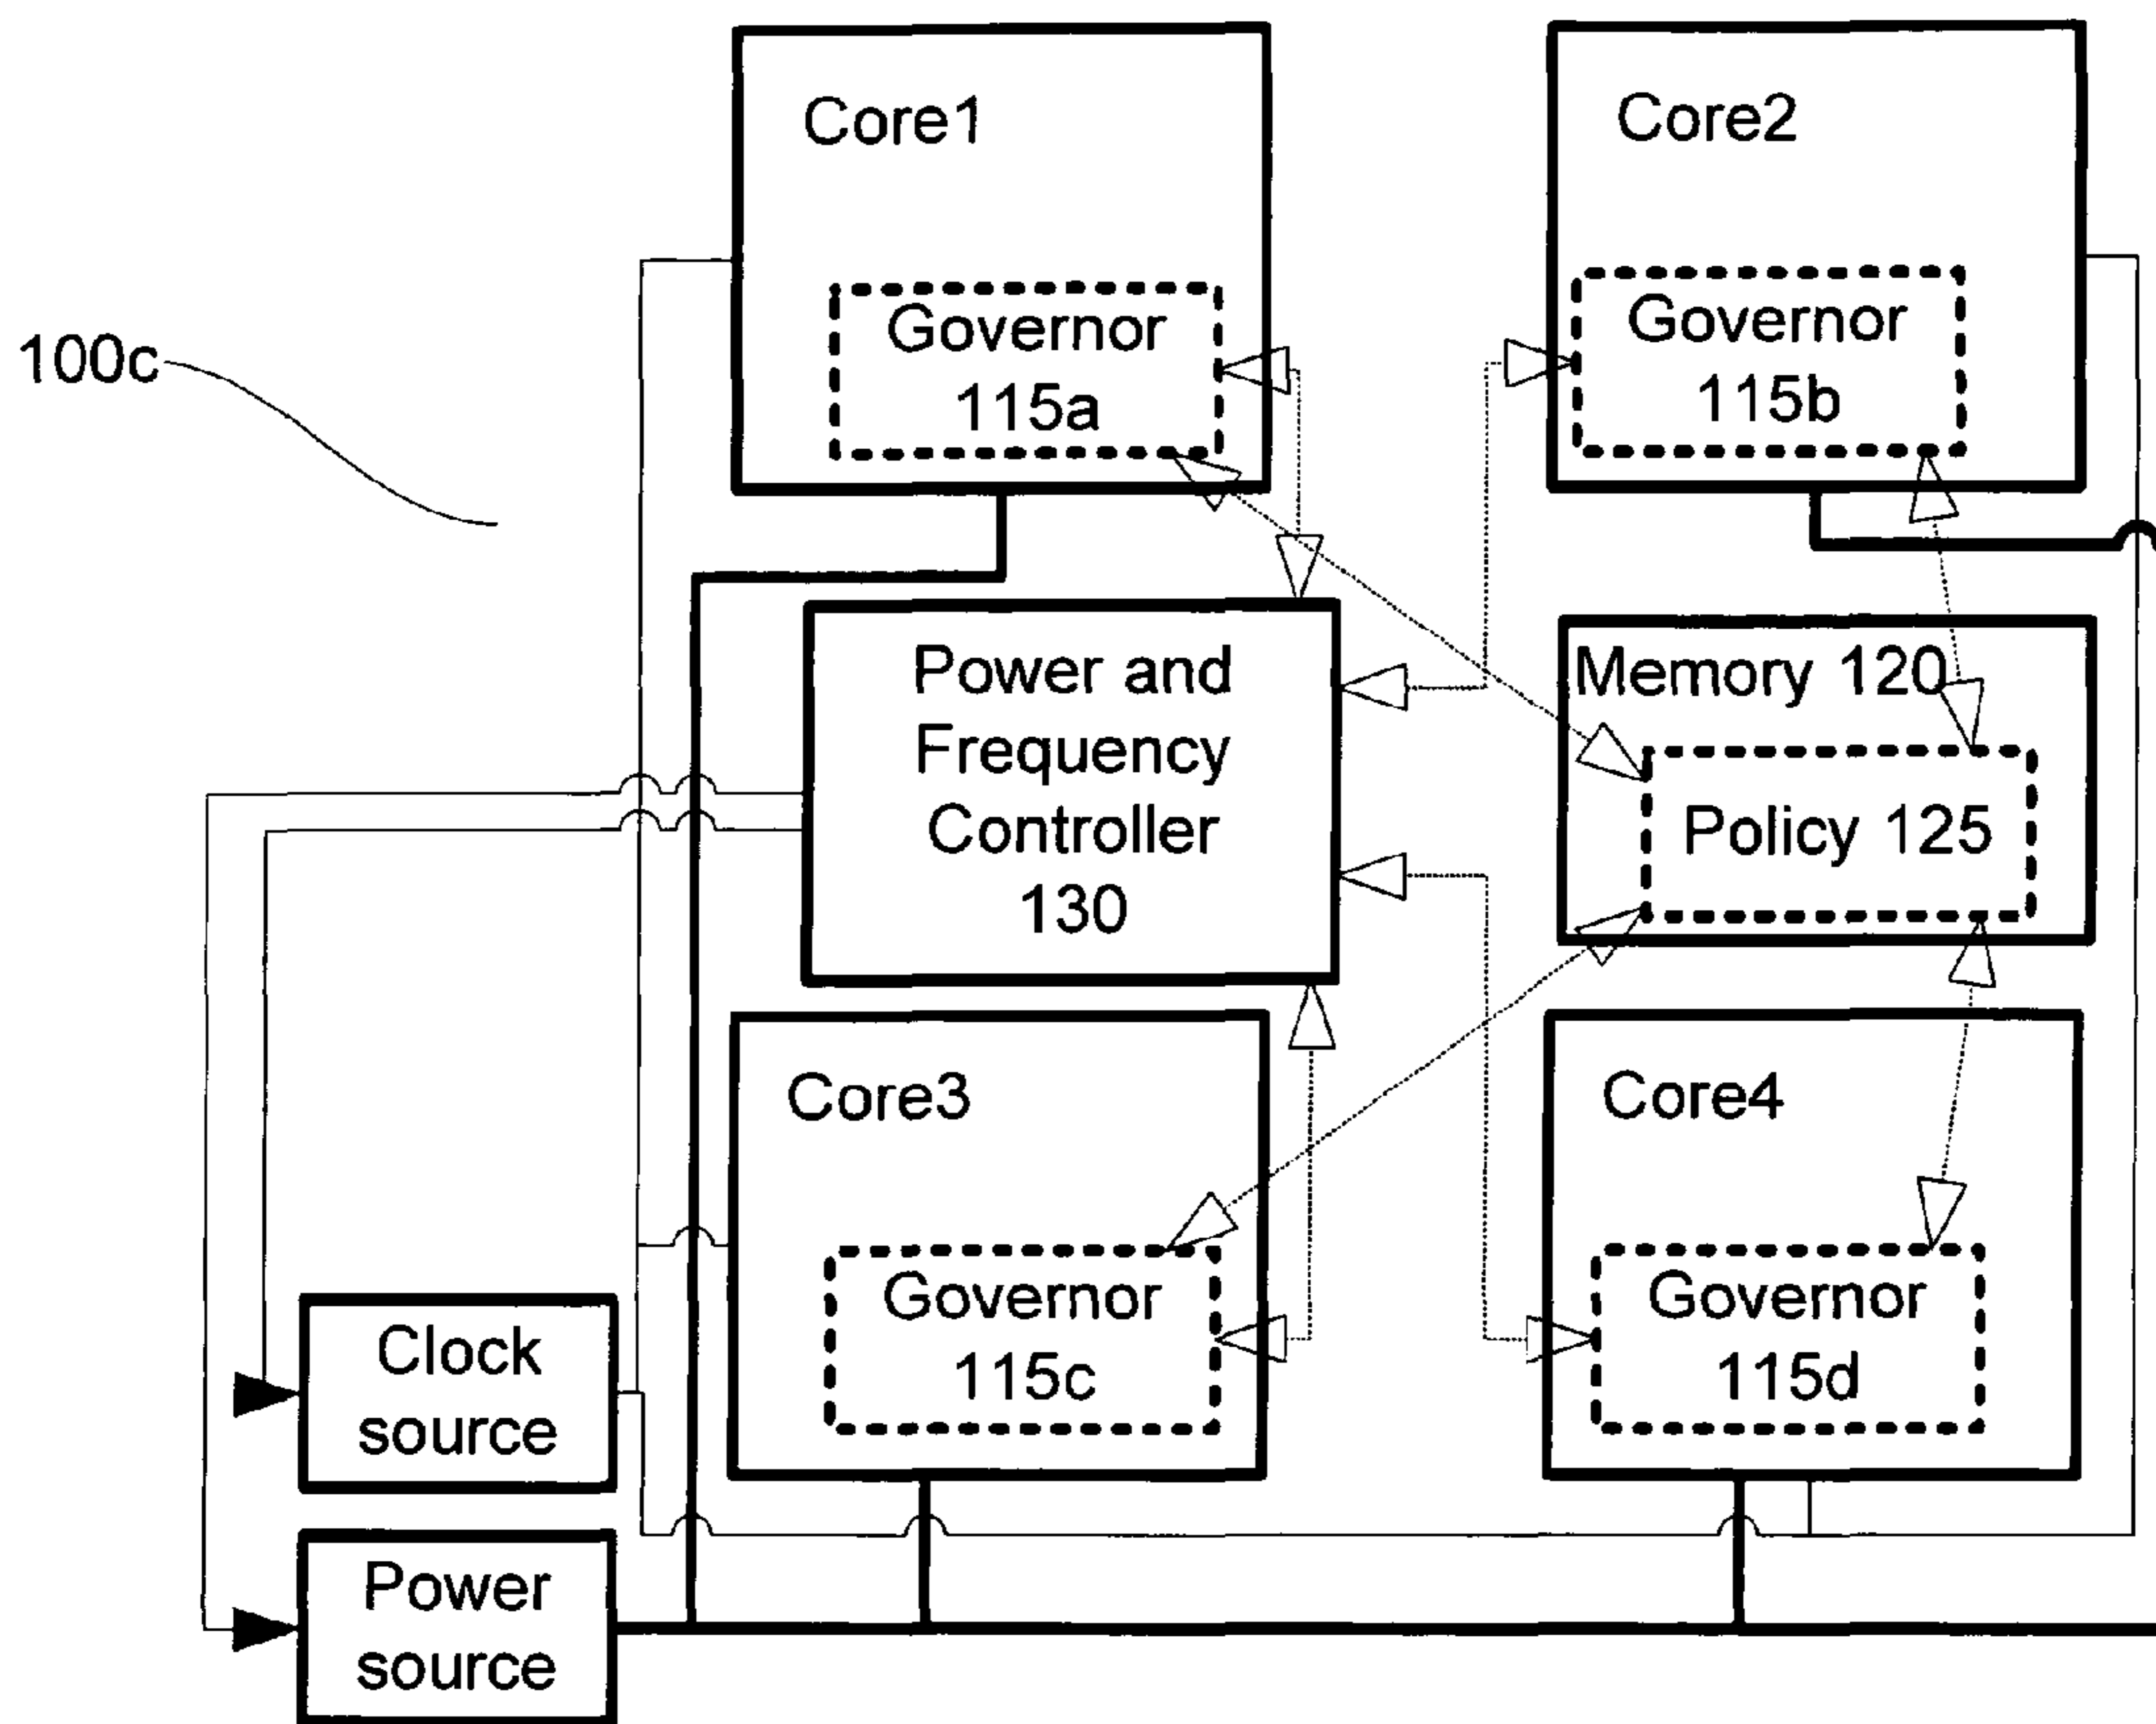 Core1
Core2
Governor
115a
Governor
115b
100c
Power and
Frequency
Controller
130
Memory 120
Policy 125
Core3
Core4
Governor
115c
Governor
115d
Clock
source
Power
source